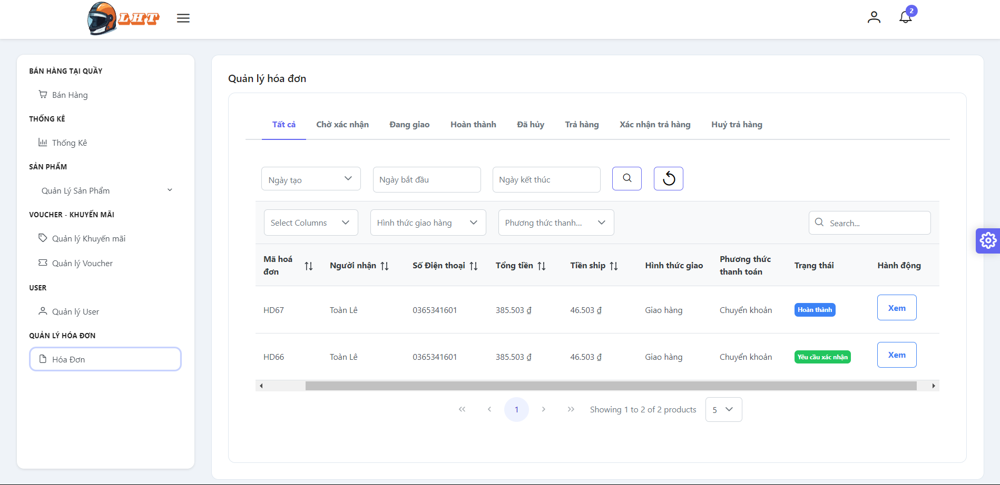 LHT
2
BÁN HÀNG TẠI QUẦY
Bán Hàng
THỐNG KÊ
Thống Kê
SẢN PHẨM
Quản Lý Sản Phẩm
VOUCHER - KHUYẾN MÃI
Quản lý Khuyến mãi
Quản lý Voucher
USER
Quản lý User
QUẢN LÝ HÓA ĐƠN
Hóa Đơn
Quản lý hóa đơn
Tất cả Chờ xác nhận Đang giao Hoàn thành Đã hủy Trả hàng Xác nhận trả hàng Huỷ trả hàng
Ngày tạo Ngày bắt đầu Ngày kết thúc
Select Columns Hình thức giao hàng Phương thức thanh... Search...
Mã hoá đơn Người nhận Số Điện thoại Tổng tiền Tiền ship Hình thức giao Phương thức thanh toán Trạng thái Hành động
HD67 Toàn Lê 0365341601 385.503 ₫ 46.503 ₫ Giao hàng Chuyển khoản Hoàn thành Xem
HD66 Toàn Lê 0365341601 385.503 ₫ 46.503 ₫ Giao hàng Chuyển khoản Yêu cầu xác nhận Xem
1 Showing 1 to 2 of 2 products 5